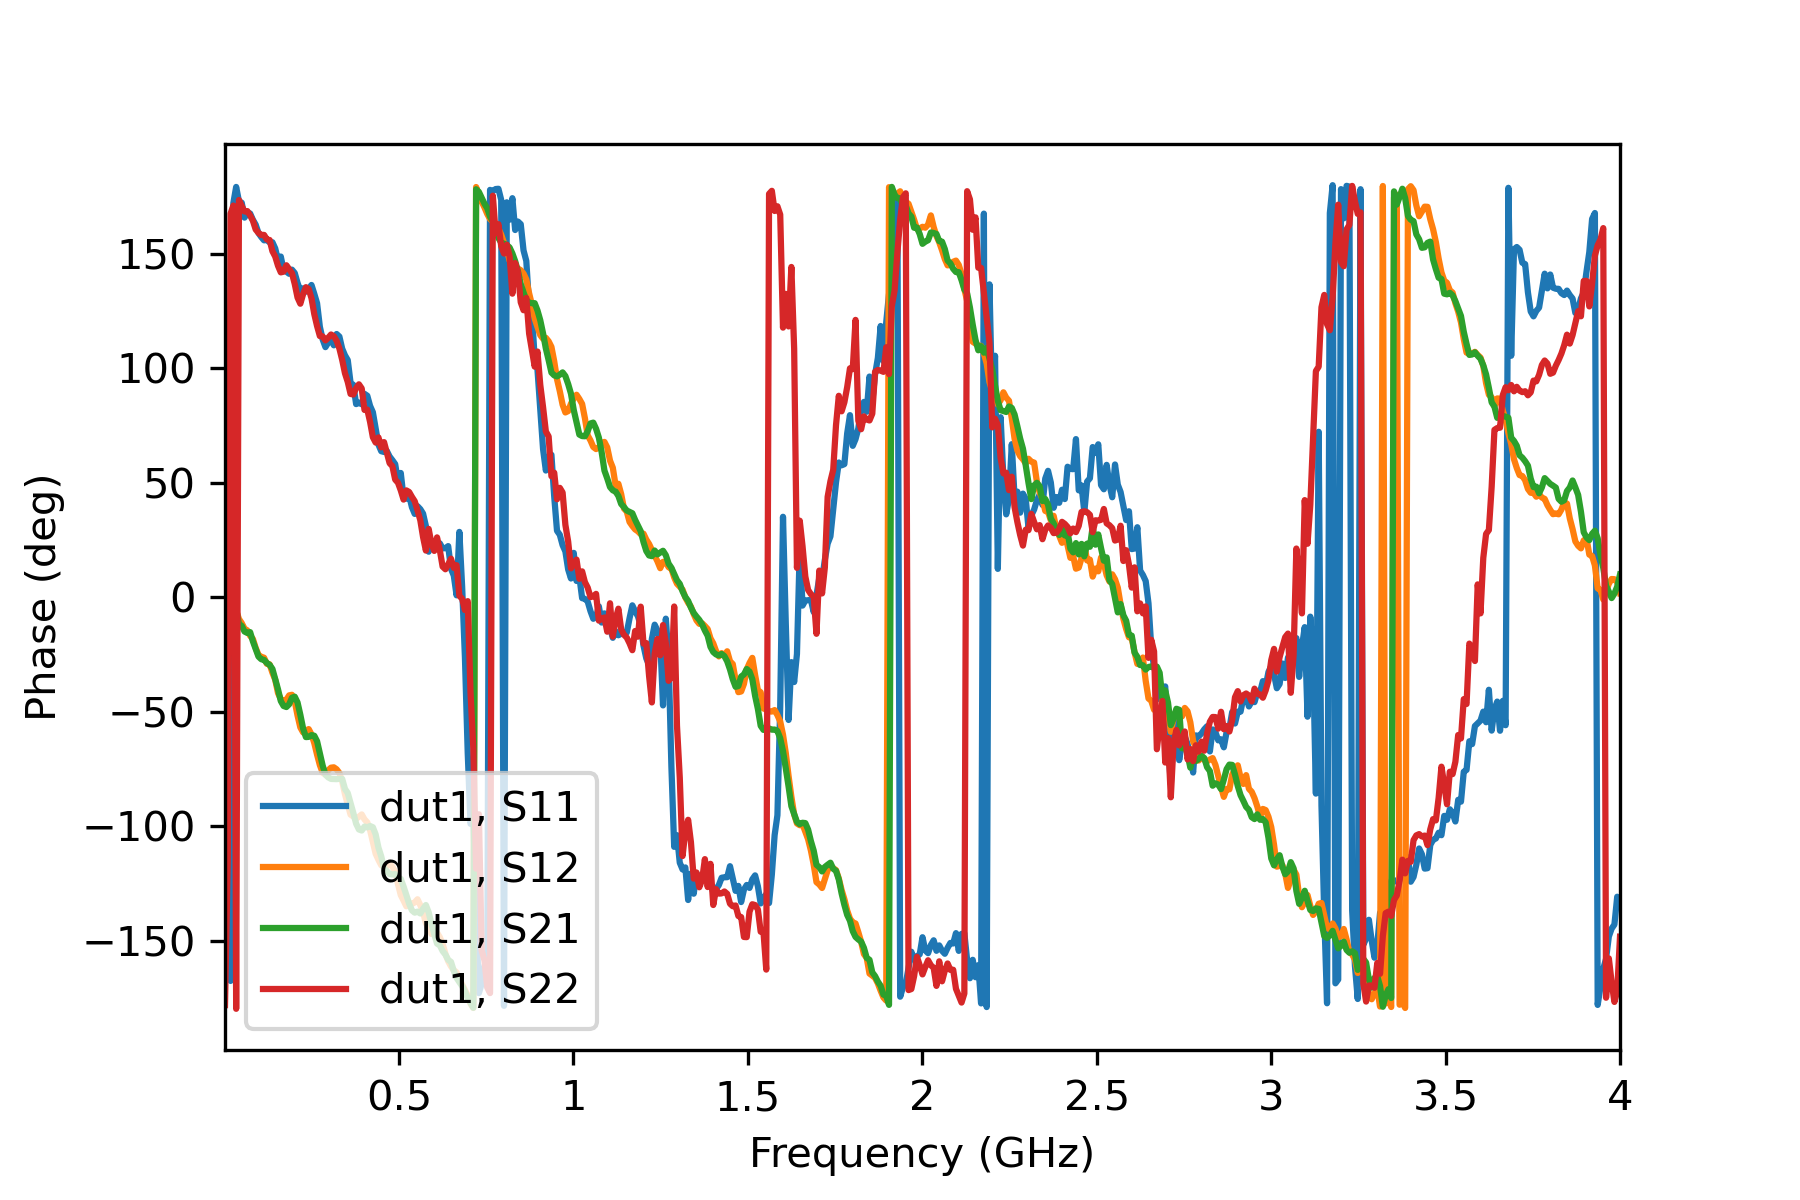 150
100
50
0
−50
−100
−150
Phase (deg)
dut1, S11
dut1, S12
dut1, S21
dut1, S22
0.5 1 1.5 2 2.5 3 3.5 4
Frequency (GHz)